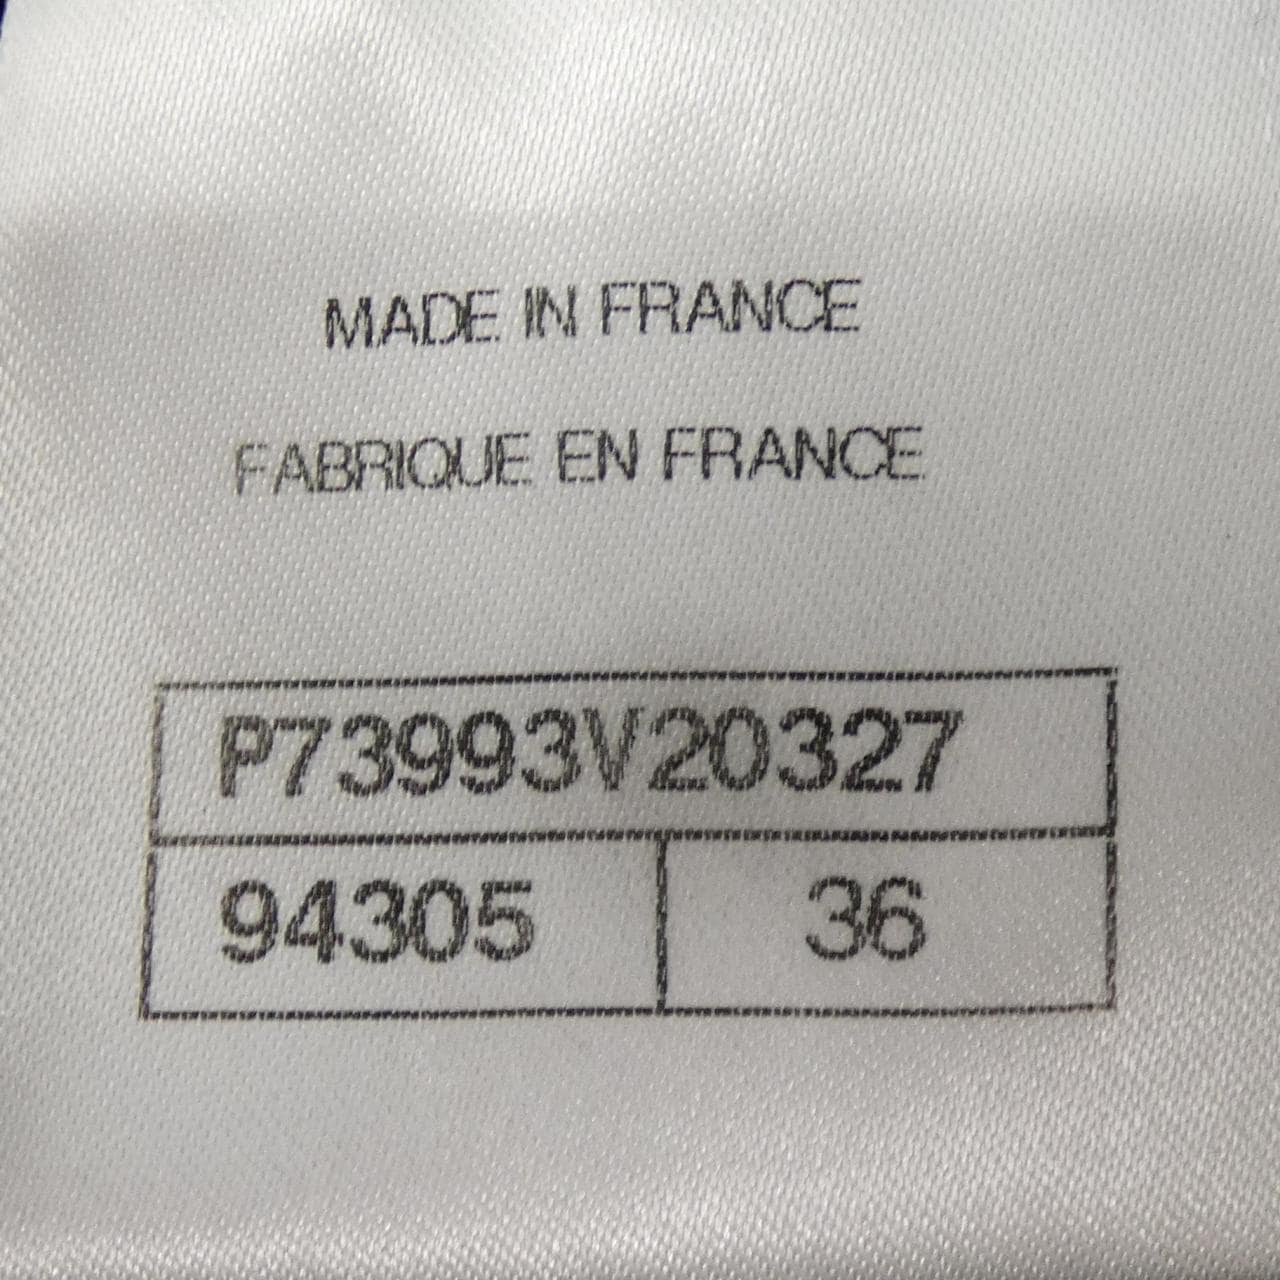 MADE IN FRANCE
FABRIQUE EN FRANCE
P73993V20327
94305 36